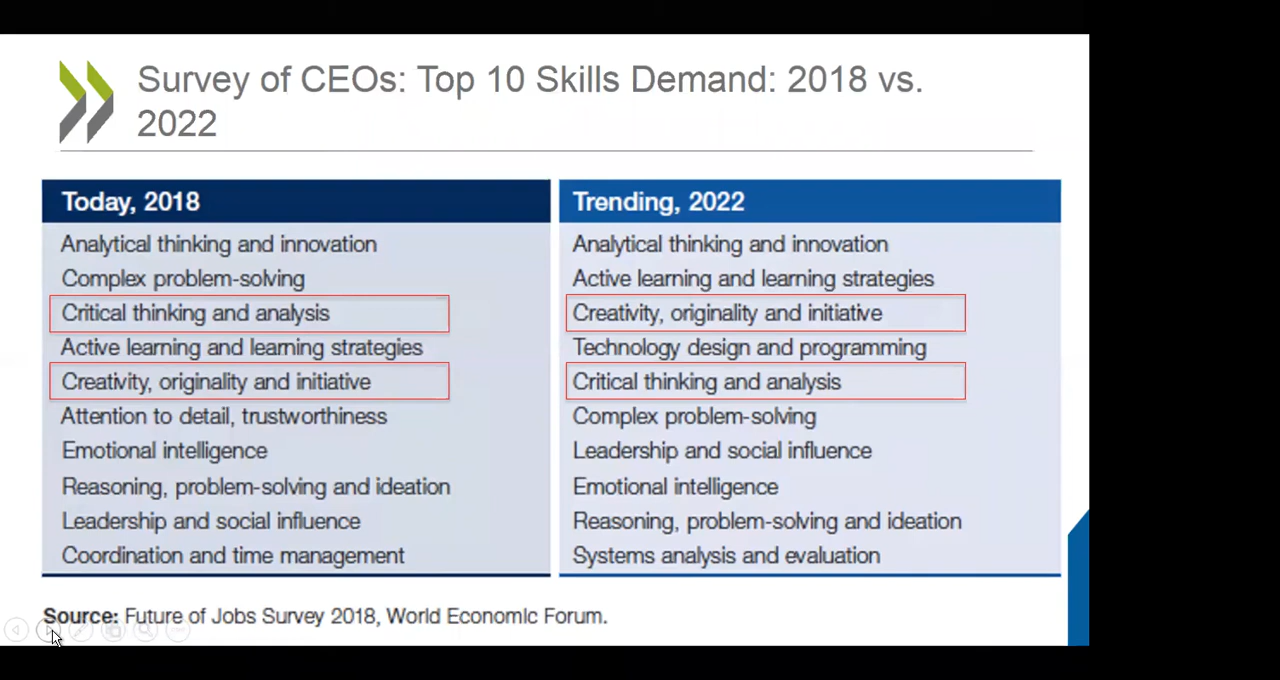 Survey of CEOs: Top 10 Skills Demand: 2018 vs.
2022
Today, 2018
Analytical thinking and innovation
Complex problem-solving
Critical thinking and analysis
Active learning and learning strategies
Creativity, originality and initiative
Attention to detail, trustworthiness
Emotional intelligence
Reasoning, problem-solving and ideation
Leadership and social influence
Coordination and time management
Trending, 2022
Analytical thinking and innovation
Active learning and learning strategies
Creativity, originality and initiative
Technology design and programming
Critical thinking and analysis
Complex problem-solving
Leadership and social influence
Emotional intelligence
Reasoning, problem-solving and ideation
Systems analysis and evaluation
Source: Future of Jobs Survey 2018, World Economic Forum.